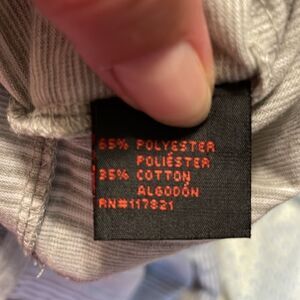 65% POLYESTER
POLIÉSTER
35% COTTON
ALGODÓN
RN#117821